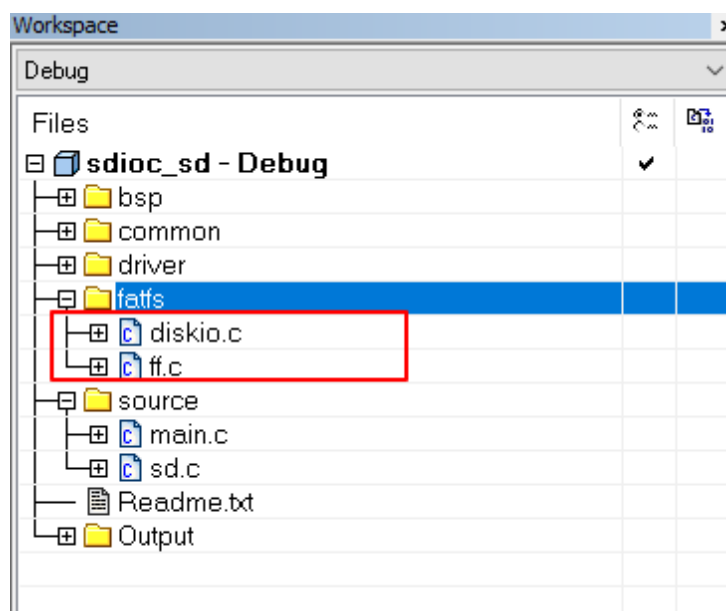 Workspace
Debug
Files
sdioc_sd - Debug
bsp
common
driver
fatfs
diskio.c
ff.c
source
main.c
sd.c
Readme.txt
Output